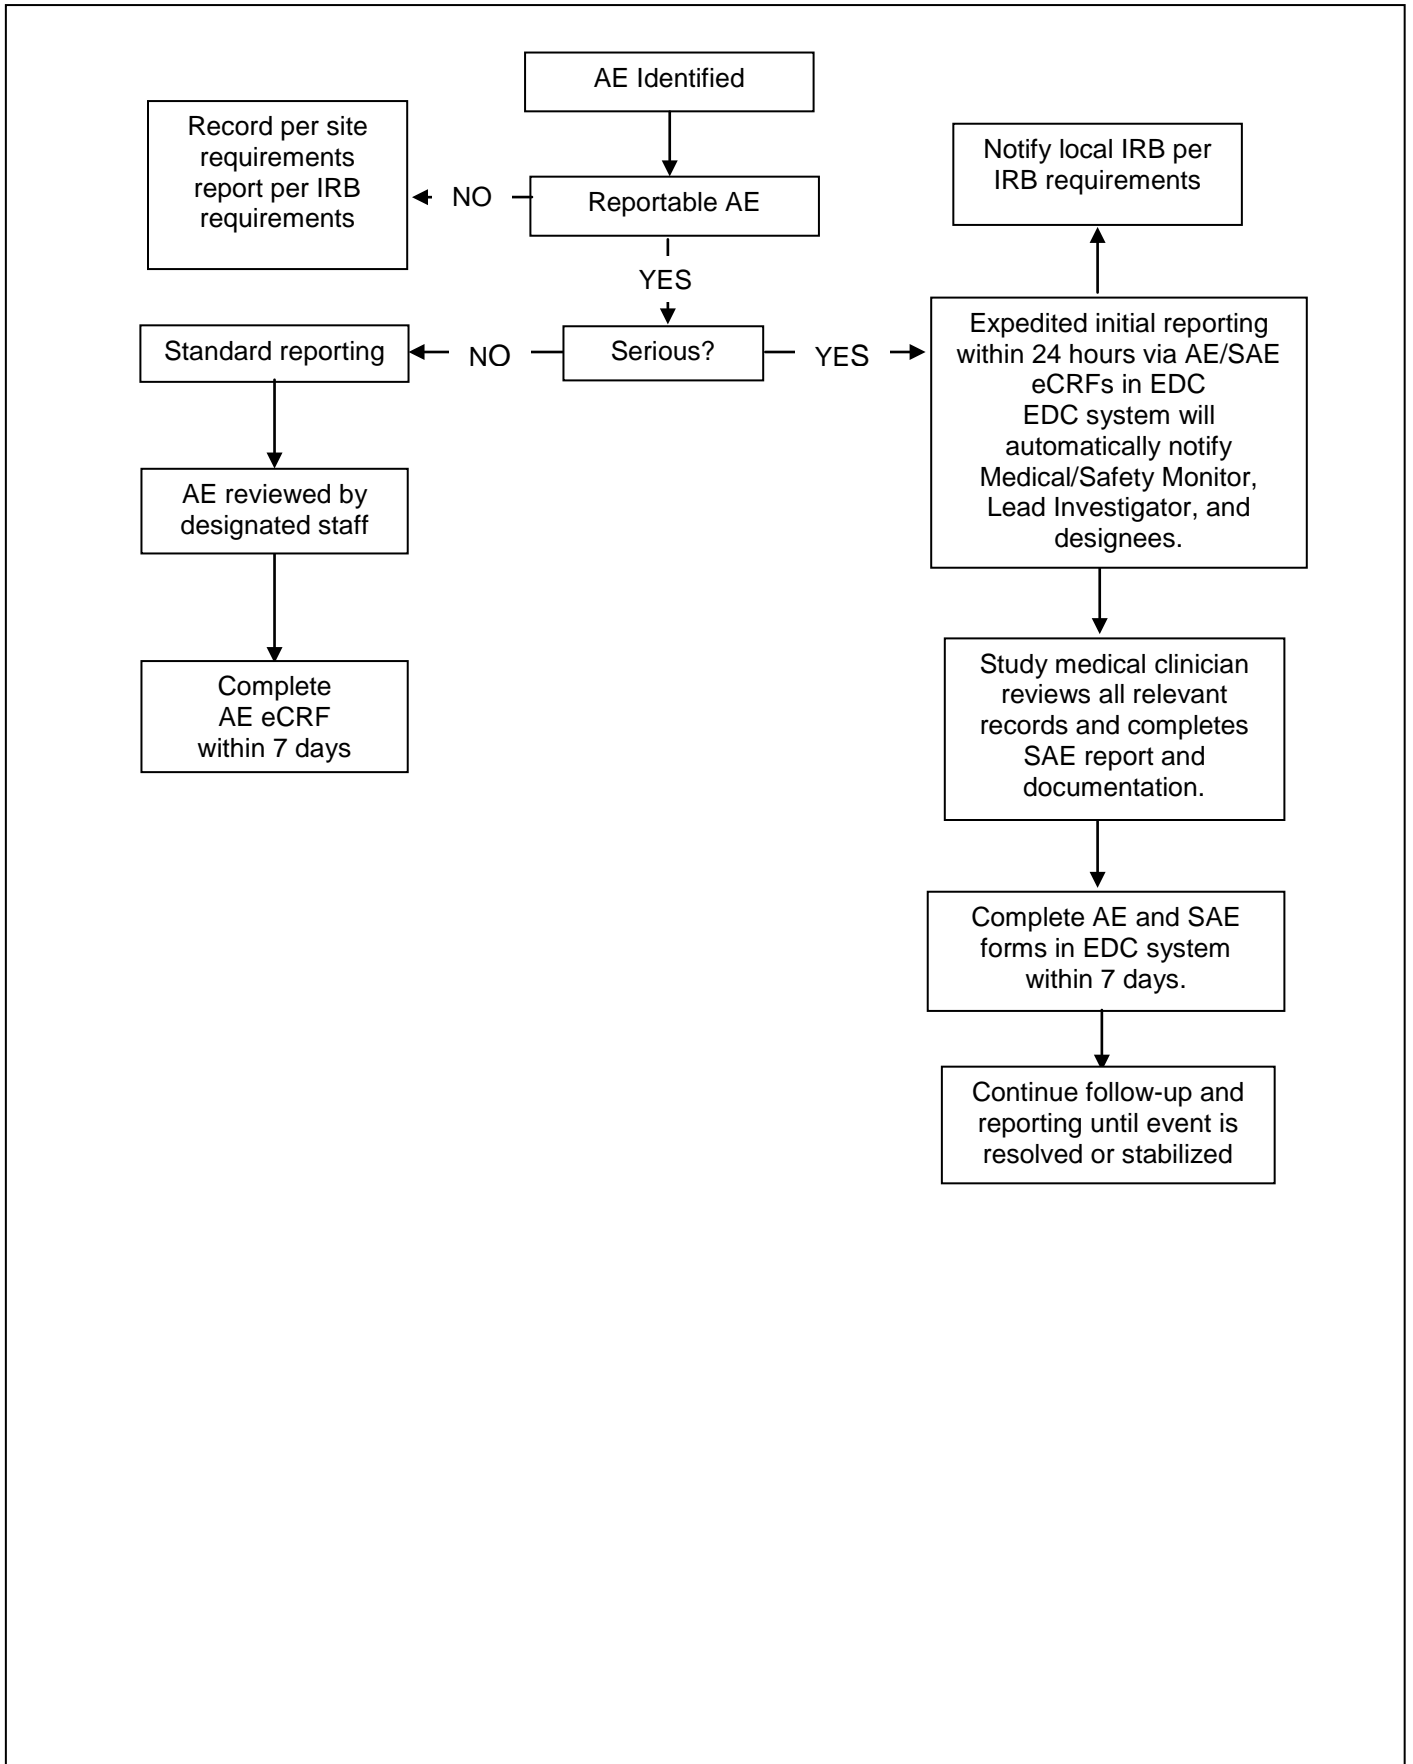 AE Identified
Record per site
requirements
report per IRB
requirements
Notify local IRB per
IRB requirements
NO
Reportable AE
YES
Standard reporting
NO
Serious?
YES
Expedited initial reporting
within 24 hours via AE/SAE
eCRFs in EDC
EDC system will
automatically notify
Medical/Safety Monitor,
Lead Investigator, and
designees.
AE reviewed by
designated staff
Complete
AE eCRF
within 7 days
Study medical clinician
reviews all relevant
records and completes
SAE report and
documentation.
Complete AE and SAE
forms in EDC system
within 7 days.
Continue follow-up and
reporting until event is
resolved or stabilized